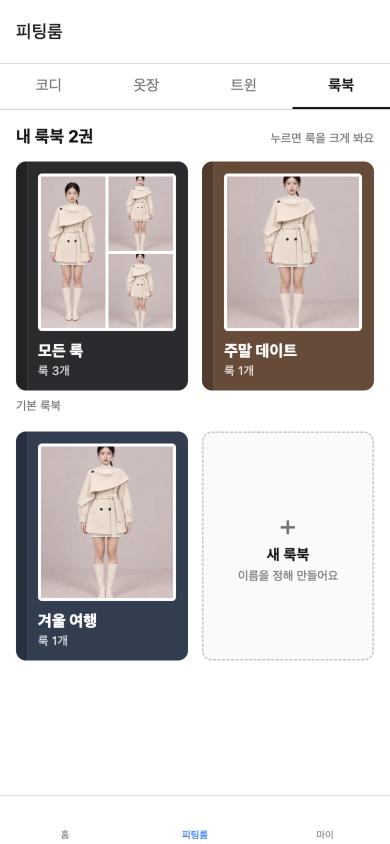 피팅룸
코디
옷장
트윈
룩북
내 룩북 2권
누르면 룩을 크게 봐요
모든 룩
룩 3개
주말 데이트
룩 1개
기본 룩북
겨울 여행
룩 1개
+
새 룩북
이름을 정해 만들어요
홈
피팅룸
마이